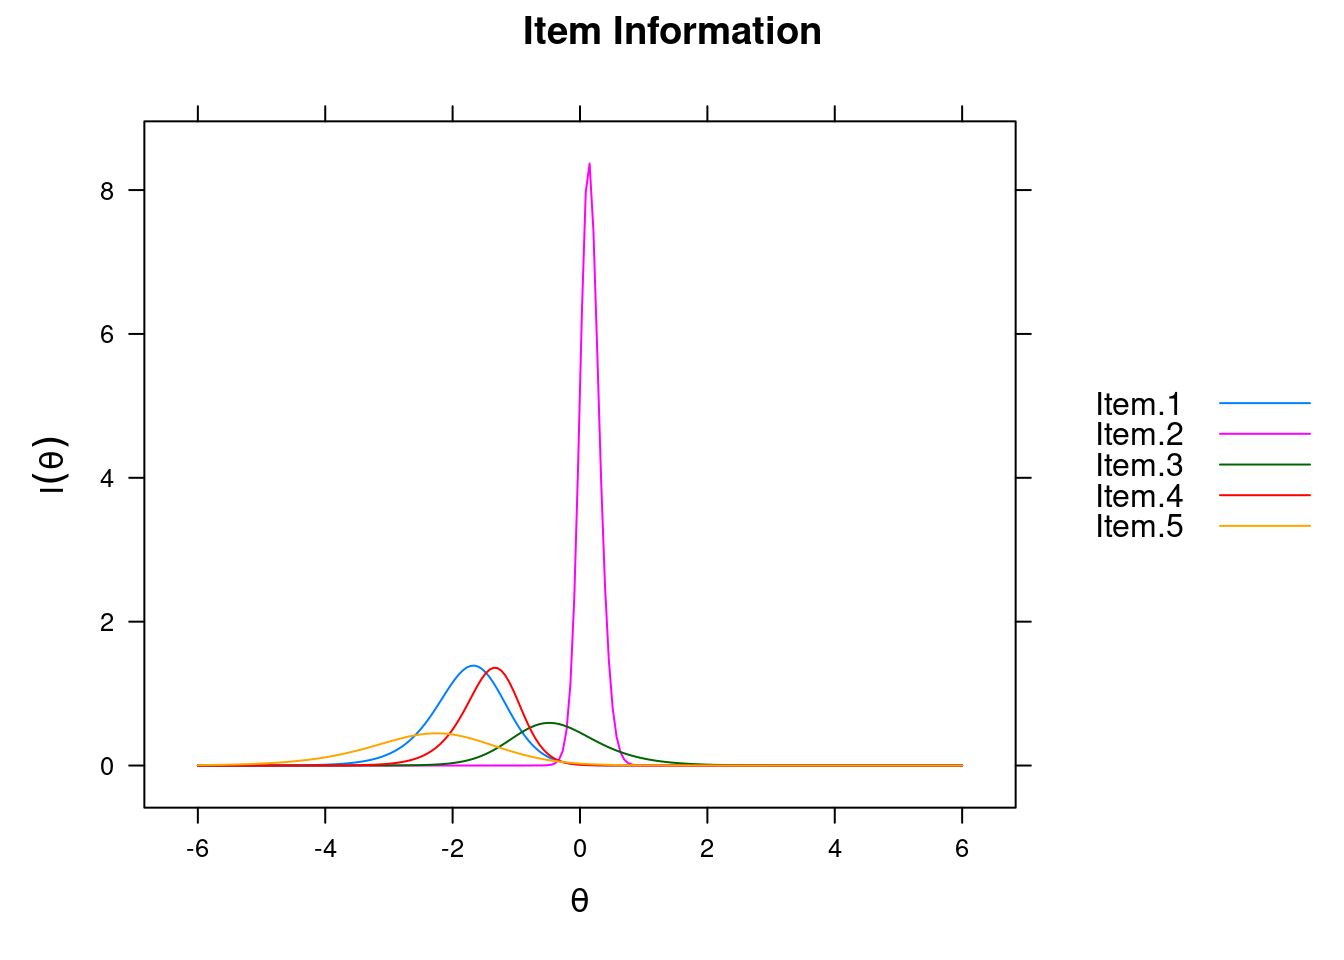 Item Information
8
6
4
2
0
I(θ)
-6 -4 -2 0 2 4 6
θ
Item.1
Item.2
Item.3
Item.4
Item.5